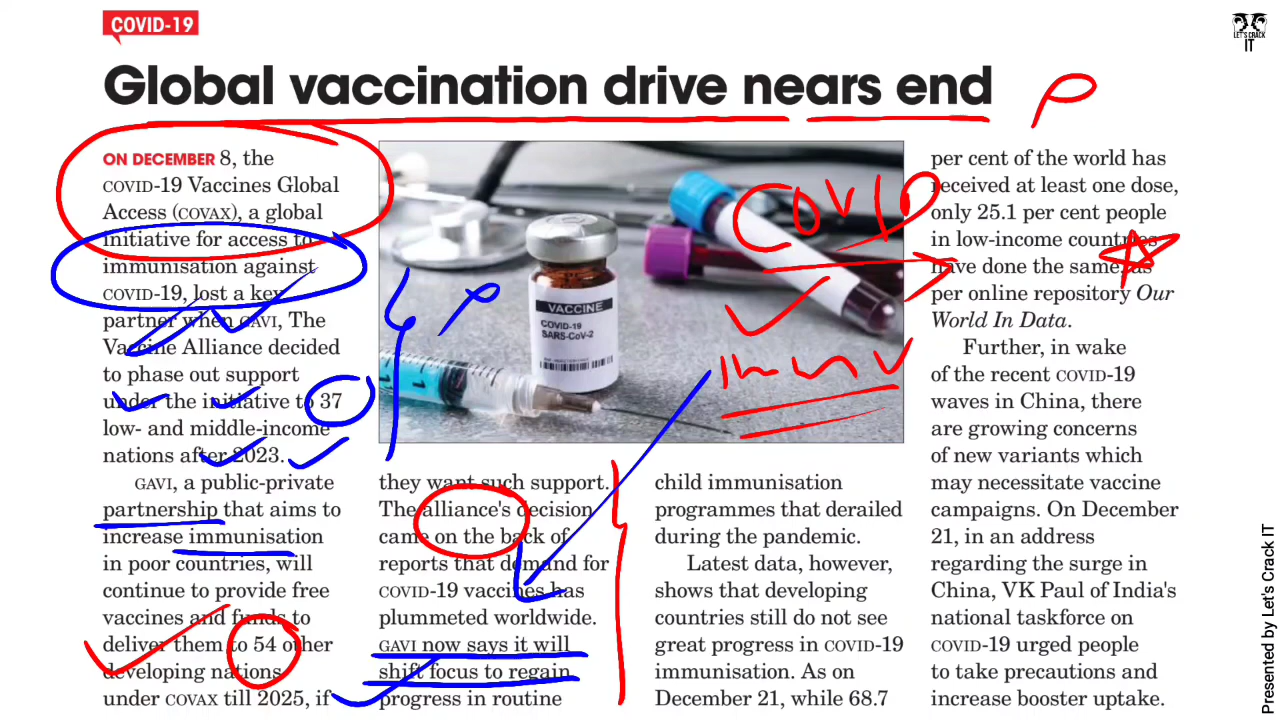 COVID-19
LET'S CRACK
IT
Global vaccination drive nears end
ON DECEMBER 8, the
COVID-19 Vaccines Global
Access (COVAX), a global
initiative for access to
immunisation against
COVID-19, lost a key
partner when GAVI, The
Vaccine Alliance decided
to phase out support
under the initiative to 37
low- and middle-income
nations after 2023.
GAVI, a public-private
partnership that aims to
increase immunisation
in poor countries, will
continue to provide free
vaccines and funds to
deliver them to 54 other
developing nations
under COVAX till 2025, if
VACCINE
COVID-19
SARS-CoV-2
COVID
Immu
they want such support.
The alliance's decision
came on the back of
reports that demand for
COVID-19 vaccines has
plummeted worldwide.
GAVI now says it will
shift focus to regain
progress in routine
child immunisation
programmes that derailed
during the pandemic.
Latest data, however,
shows that developing
countries still do not see
great progress in COVID-19
immunisation. As on
December 21, while 68.7
per cent of the world has
received at least one dose,
only 25.1 per cent people
in low-income countries
have done the same, as
per online repository Our
World In Data.
Further, in wake
of the recent COVID-19
waves in China, there
are growing concerns
of new variants which
may necessitate vaccine
campaigns. On December
21, in an address
regarding the surge in
China, VK Paul of India's
national taskforce on
COVID-19 urged people
to take precautions and
increase booster uptake.
Presented by Let's Crack IT